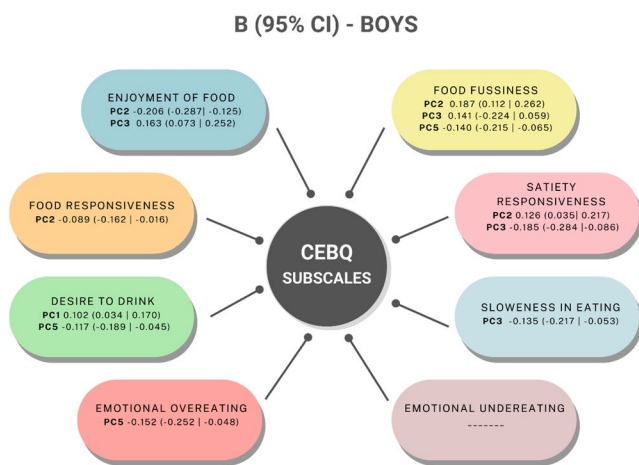 B (95% CI) - BOYS
ENJOYMENT OF FOOD
PC2 -0.206 (-0.287| -0.125)
PC3 0.163 (0.073 | 0.252)
FOOD FUSSINESS
PC2 0.187 (0.112 | 0.262)
PC3 0.141 (-0.224 | 0.059)
PC5 -0.140 (-0.215 | -0.065)
FOOD RESPONSIVENESS
PC2 -0.089 (-0.162 | -0.016)
SATIETY
RESPONSIVENESS
PC2 0.126 (0.035| 0.217)
PC3 -0.185 (-0.284 |-0.086)
CEBQ
SUBSCALES
DESIRE TO DRINK
PC1 0.102 (0.034 | 0.170)
PC5 -0.117 (-0.189 | -0.045)
SLOWENESS IN EATING
PC3 -0.135 (-0.217 | -0.053)
EMOTIONAL OVEREATING
PC5 -0.152 (-0.252 | -0.048)
EMOTIONAL UNDEREATING
-------